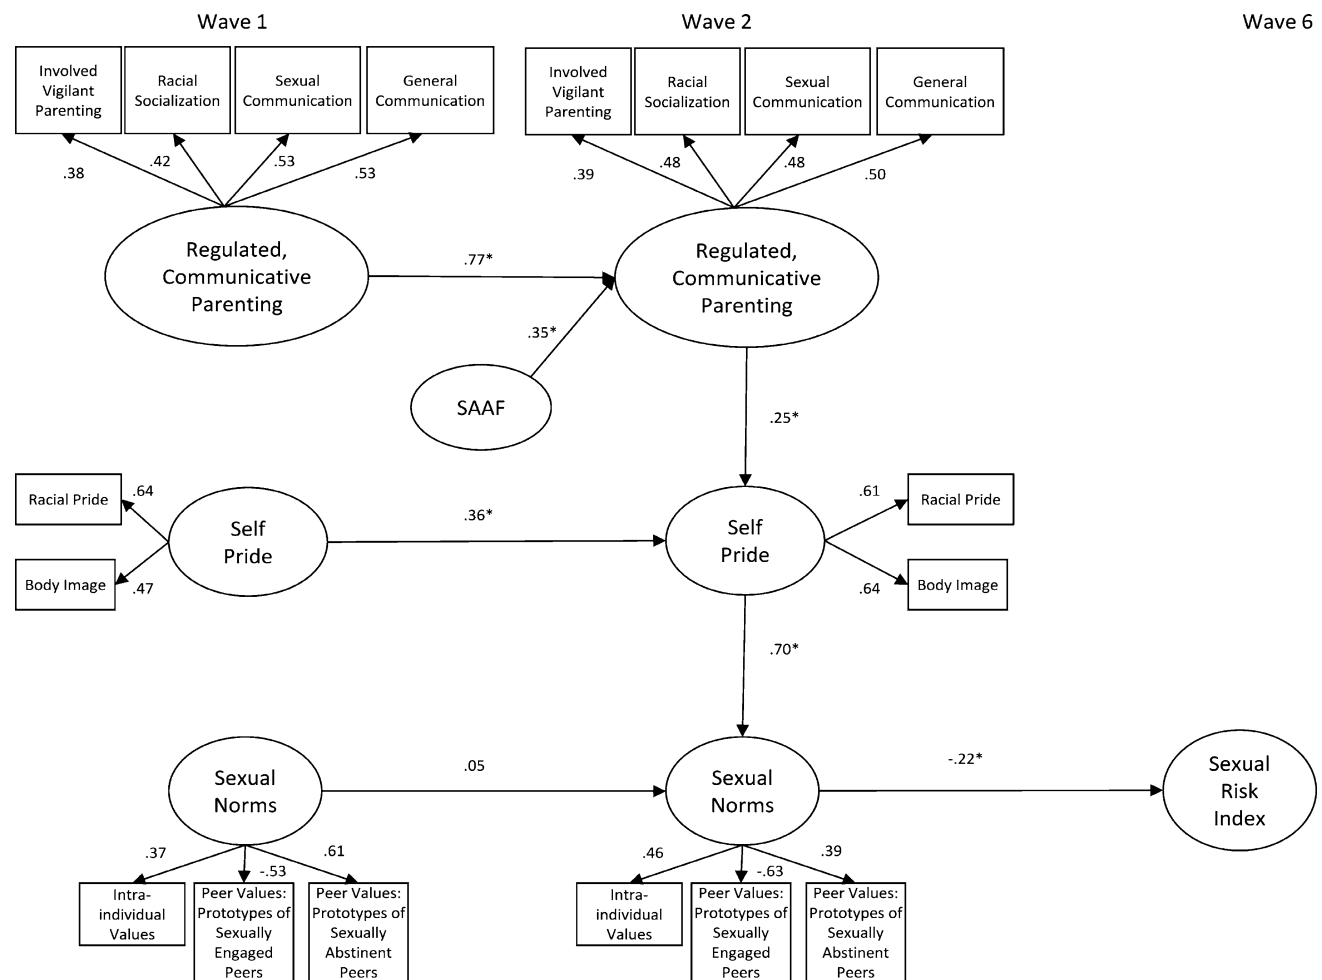 Wave 1
Wave 2
Wave 6
Involved
Vigilant
Parenting
Racial
Socialization
Sexual
Communication
General
Communication
Involved
Vigilant
Parenting
Racial
Socialization
Sexual
Communication
General
Communication
.38
.42
.53
.53
.39
.48
.48
.50
Regulated,
Communicative
Parenting
.77*
Regulated,
Communicative
Parenting
.35*
SAAF
.25*
Racial Pride
.64
Body Image
.47
Self
Pride
.36*
Self
Pride
.61
Racial Pride
.64
Body Image
.70*
Sexual
Norms
.05
Sexual
Norms
-.22*
Sexual
Risk
Index
.37
-.53
.61
.46
-.63
.39
Intra-
individual
Values
Peer Values:
Prototypes of
Sexually
Engaged
Peers
Peer Values:
Prototypes of
Sexually
Abstinent
Peers
Intra-
individual
Values
Peer Values:
Prototypes of
Sexually
Engaged
Peers
Peer Values:
Prototypes of
Sexually
Abstinent
Peers